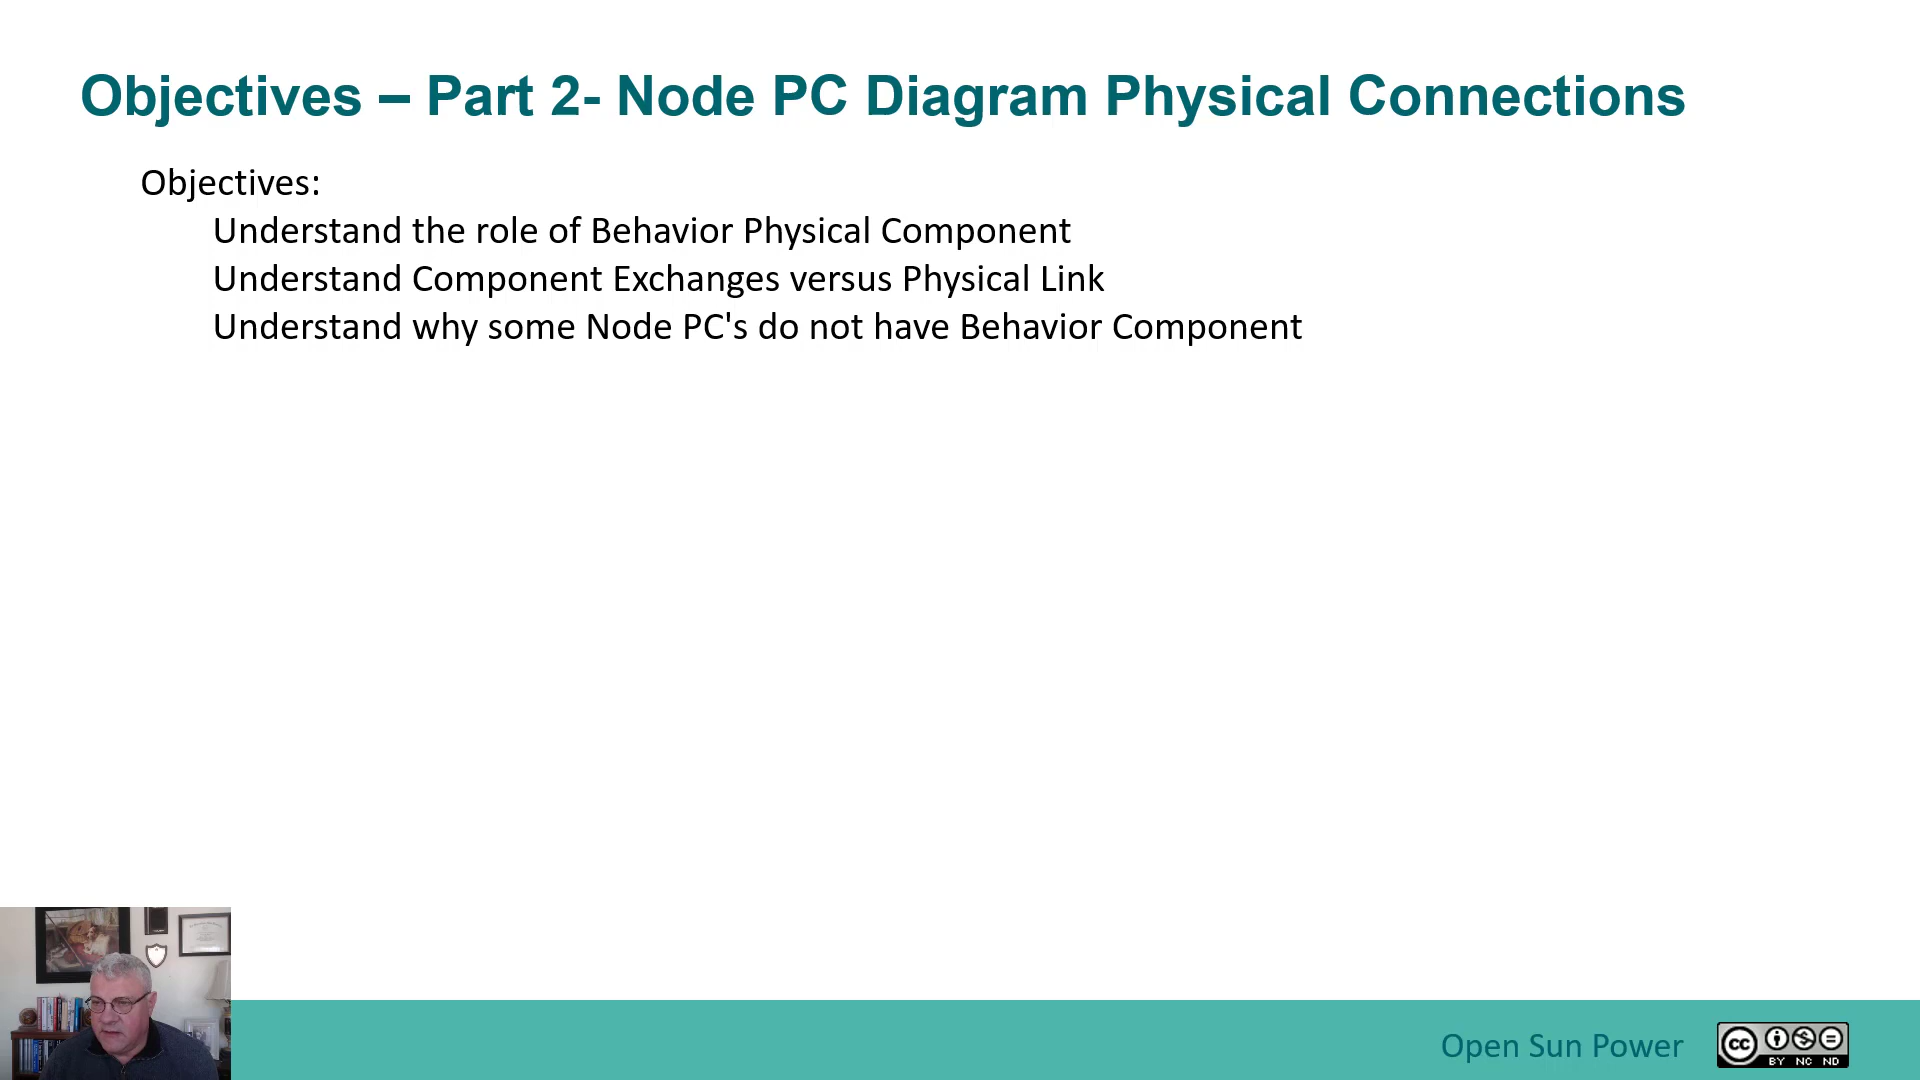 Objectives – Part 2- Node PC Diagram Physical Connections
Objectives:
Understand the role of Behavior Physical Component
Understand Component Exchanges versus Physical Link
Understand why some Node PC's do not have Behavior Component
Open Sun Power
cc
BY NC ND